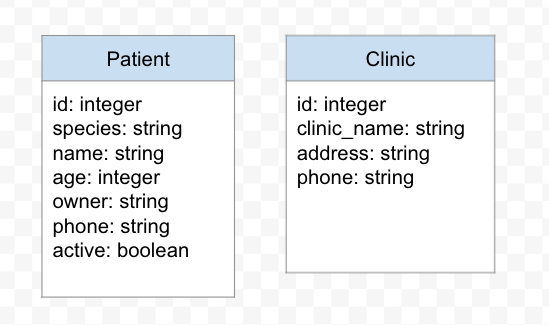 Patient
id: integer
species: string
name: string
age: integer
owner: string
phone: string
active: boolean
Clinic
id: integer
clinic_name: string
address: string
phone: string